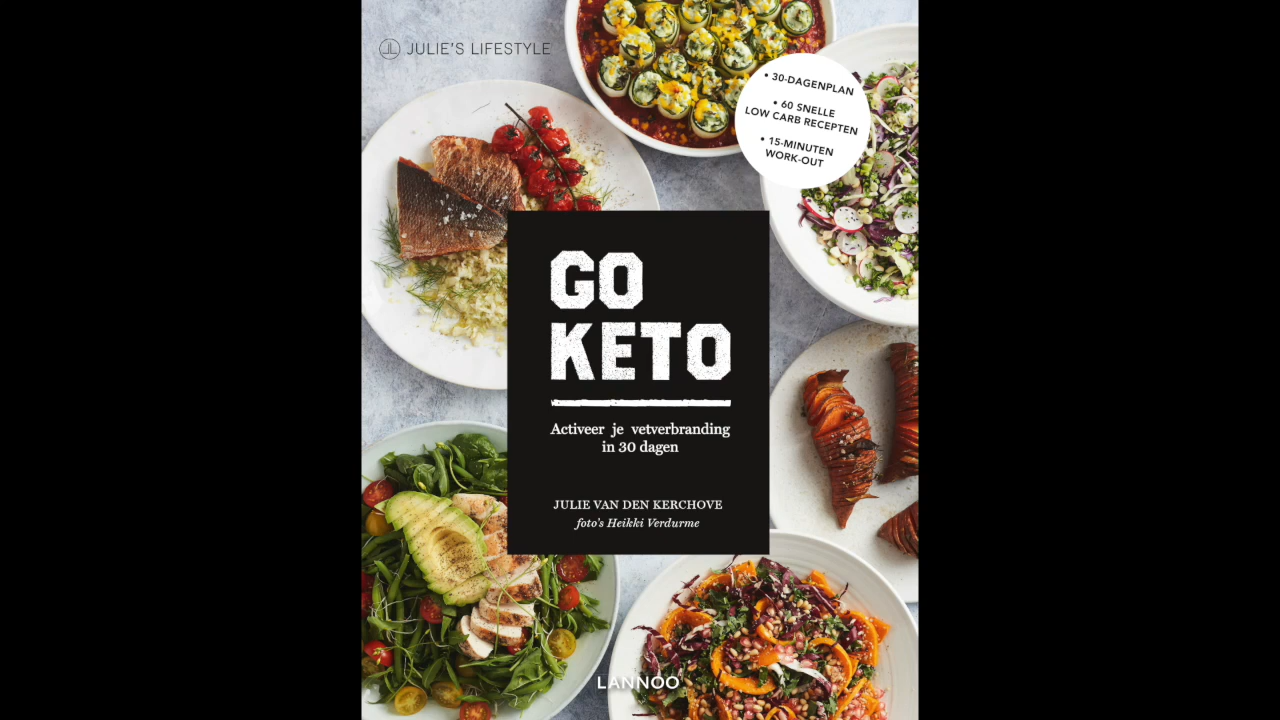 JULIE'S LIFESTYLE
• 30-DAGENPLAN
• 60 SNELLE
LOW CARB RECEPTEN
• 15-MINUTEN
WORK-OUT
GO
KETO
Activeer je vetverbranding
in 30 dagen
JULIE VAN DEN KERCHOVE
foto's Heikki Verdurme
LANNOO